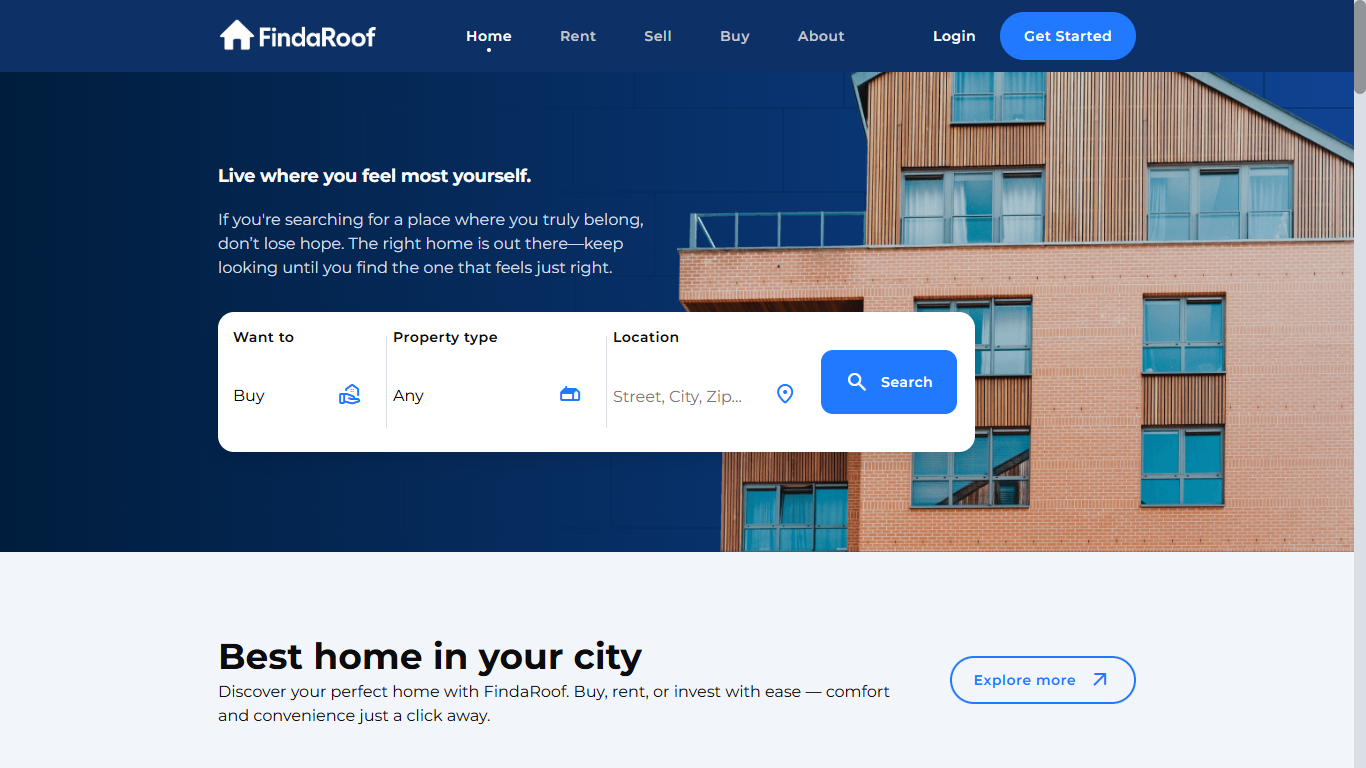 FindaRoof
Home
Rent
Sell
Buy
About
Login
Get Started
Live where you feel most yourself.
If you're searching for a place where you truly belong,
don’t lose hope. The right home is out there—keep
looking until you find the one that feels just right.
Want to
Property type
Location
Buy
Any
Street, City, Zip...
Search
Best home in your city
Discover your perfect home with FindaRoof. Buy, rent, or invest with ease — comfort
and convenience just a click away.
Explore more